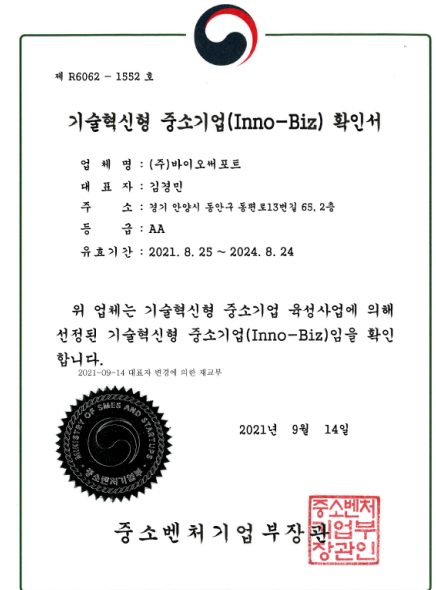 제 R6062 - 1552 호
기술혁신형 중소기업(Inno-Biz) 확인서
업 체 명 : (주)바이오써포트
대 표 자 : 김경민
주 소 : 경기 안양시 동안구 동편로13번길 65, 2층
등 급 : AA
유효기간 : 2021. 8. 25 ~ 2024. 8. 24
위 업체는 기술혁신형 중소기업 육성사업에 의해
선정된 기술혁신형 중소기업(Inno-Biz)임을 확인
합니다.
2021-09-14 대표자 변경에 의한 재교부
MINISTRY OF SMES AND STARTUPS
중소벤처기업부
2021년 9월 14일
중소벤처기업부장관
중소벤처
기업부
장관인